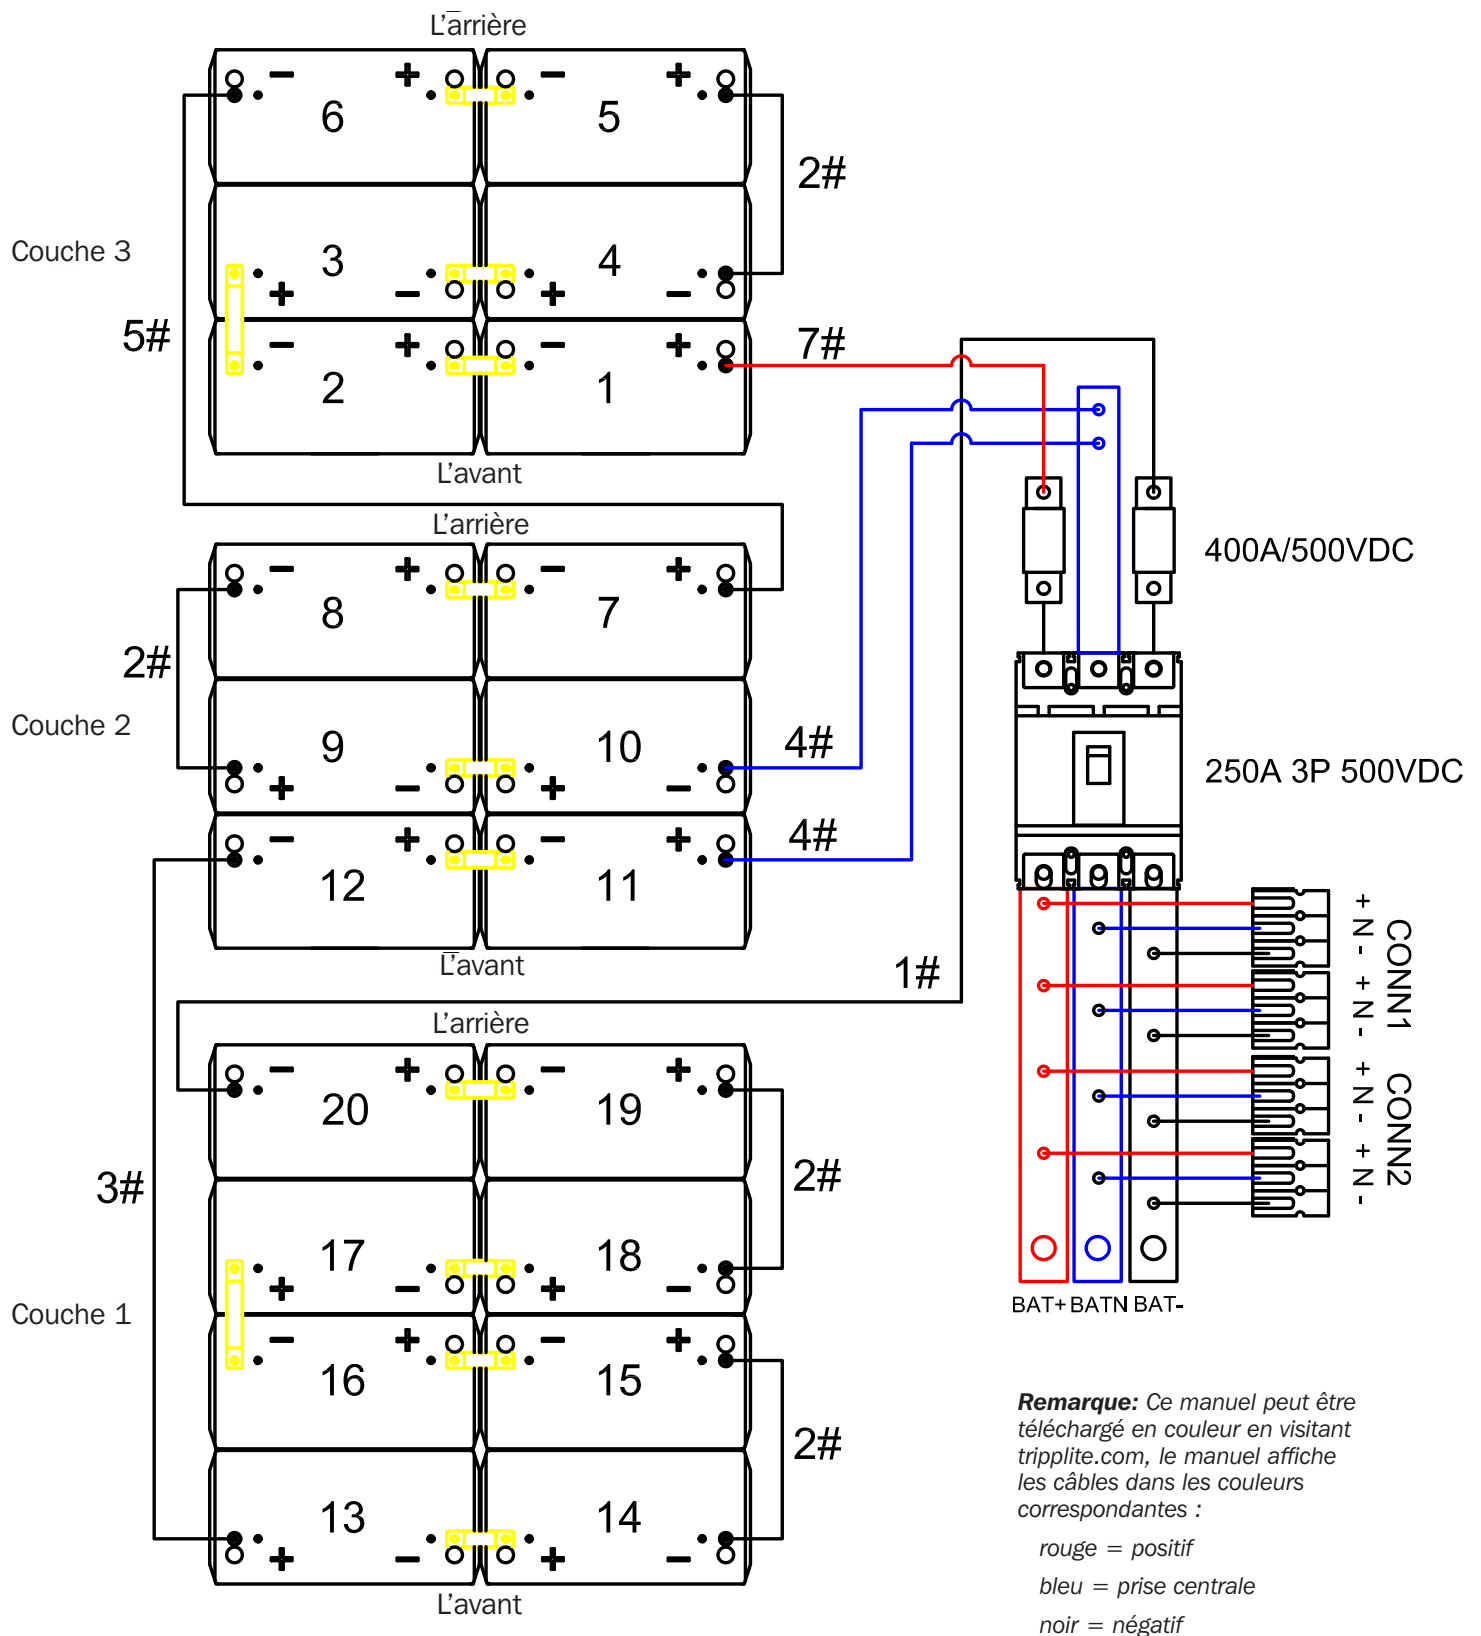 L'arrière
6
5
2#
Couche 3
3
4
5#
7#
2
1
L'avant
L'arrière
400A/500VDC
8
7
2#
Couche 2
9
10
4#
250A 3P 500VDC
4#
12
11
L'avant
1#
+ N - + N -
CONN1
L'arrière
+ N - + N -
CONN2
20
19
3#
2#
17
18
Couche 1
BAT+ BATN BAT-
16
15
2#
13
14
L'avant
Remarque: Ce manuel peut être
téléchargé en couleur en visitant
tripplite.com, le manuel affiche
les câbles dans les couleurs
correspondantes :
rouge = positif
bleu = prise centrale
noir = négatif